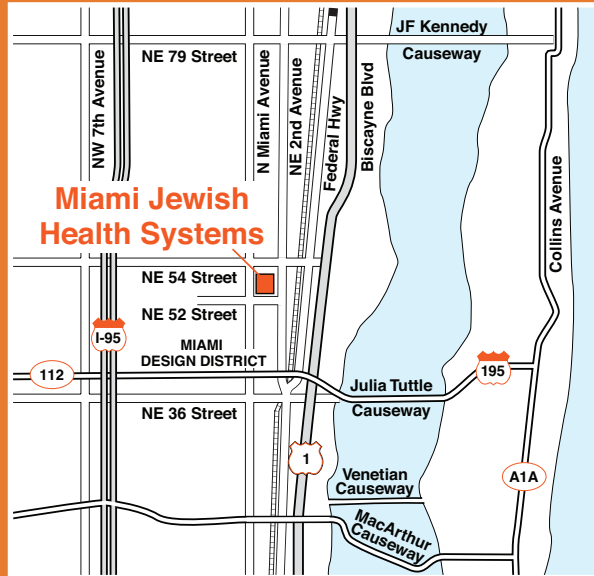 JF Kennedy
Causeway
NE 79 Street
NW 7th Avenue
N Miami Avenue
NE 2nd Avenue
Federal Hwy
Biscayne Blvd
Collins Avenue
Miami Jewish
Health Systems
NE 54 Street
NE 52 Street
I-95
MIAMI
DESIGN DISTRICT
112
195
Julia Tuttle
Causeway
NE 36 Street
1
Venetian
Causeway
A1A
MacArthur
Causeway